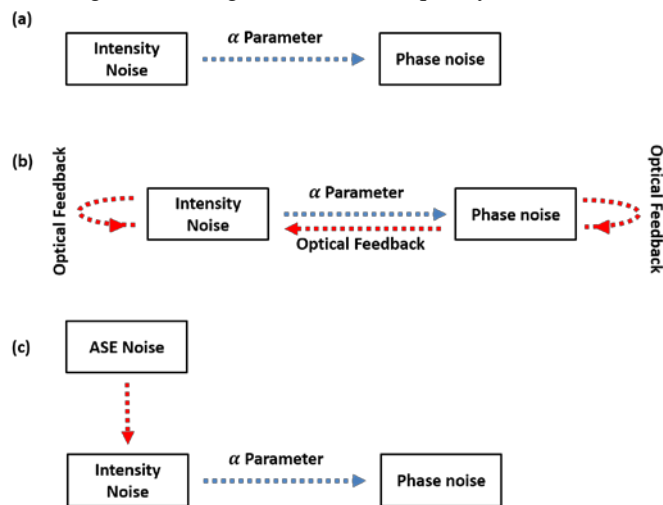 (a)
Intensity
Noise
α Parameter
Phase noise
(b)
Optical Feedback
Intensity
Noise
α Parameter
Optical Feedback
Phase noise
Optical Feedback
(c)
ASE Noise
Intensity
Noise
α Parameter
Phase noise